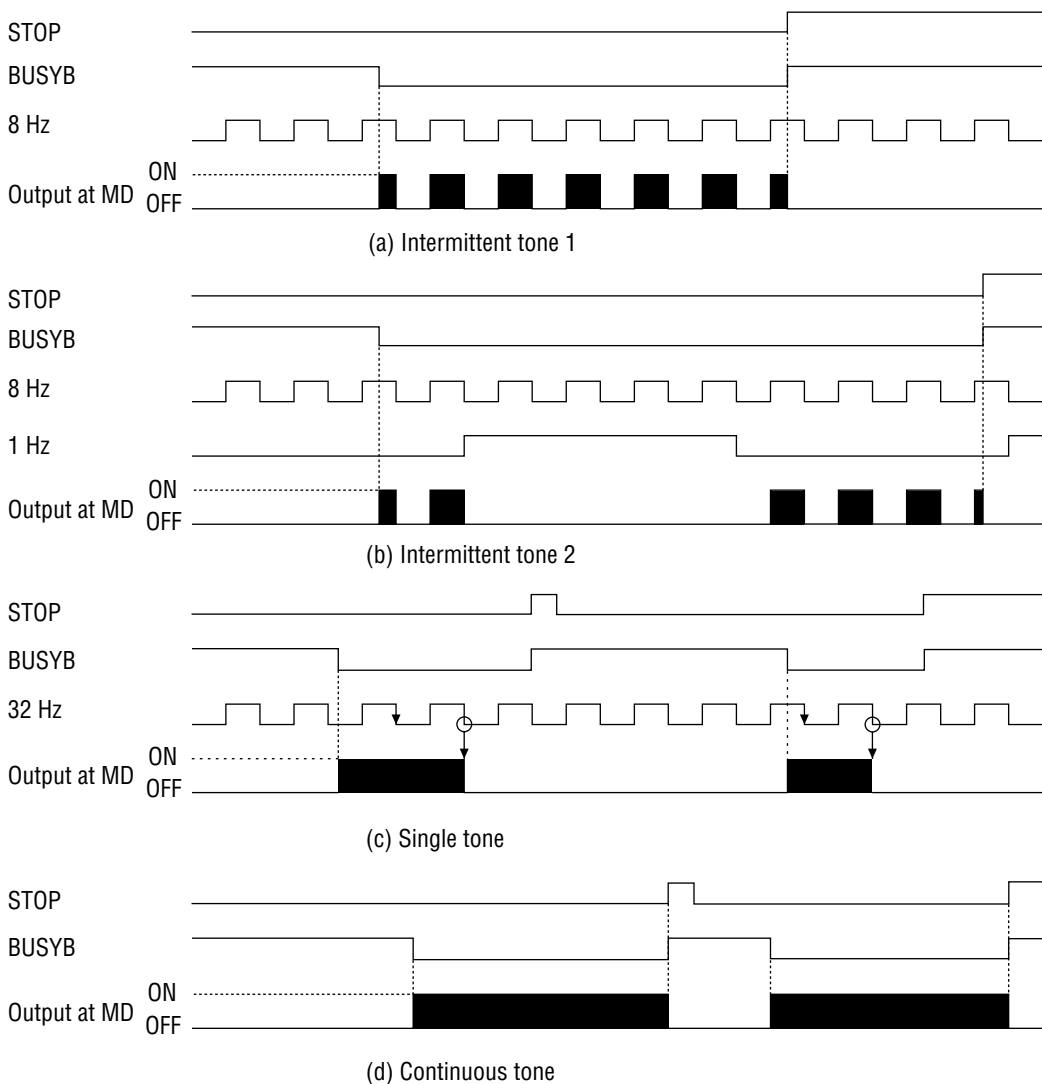 STOP
BUSYB
8 Hz
ON
Output at MD
OFF
(a) Intermittent tone 1
STOP
BUSYB
8 Hz
1 Hz
ON
Output at MD
OFF
(b) Intermittent tone 2
STOP
BUSYB
32 Hz
ON
Output at MD
OFF
(c) Single tone
STOP
BUSYB
ON
Output at MD
OFF
(d) Continuous tone